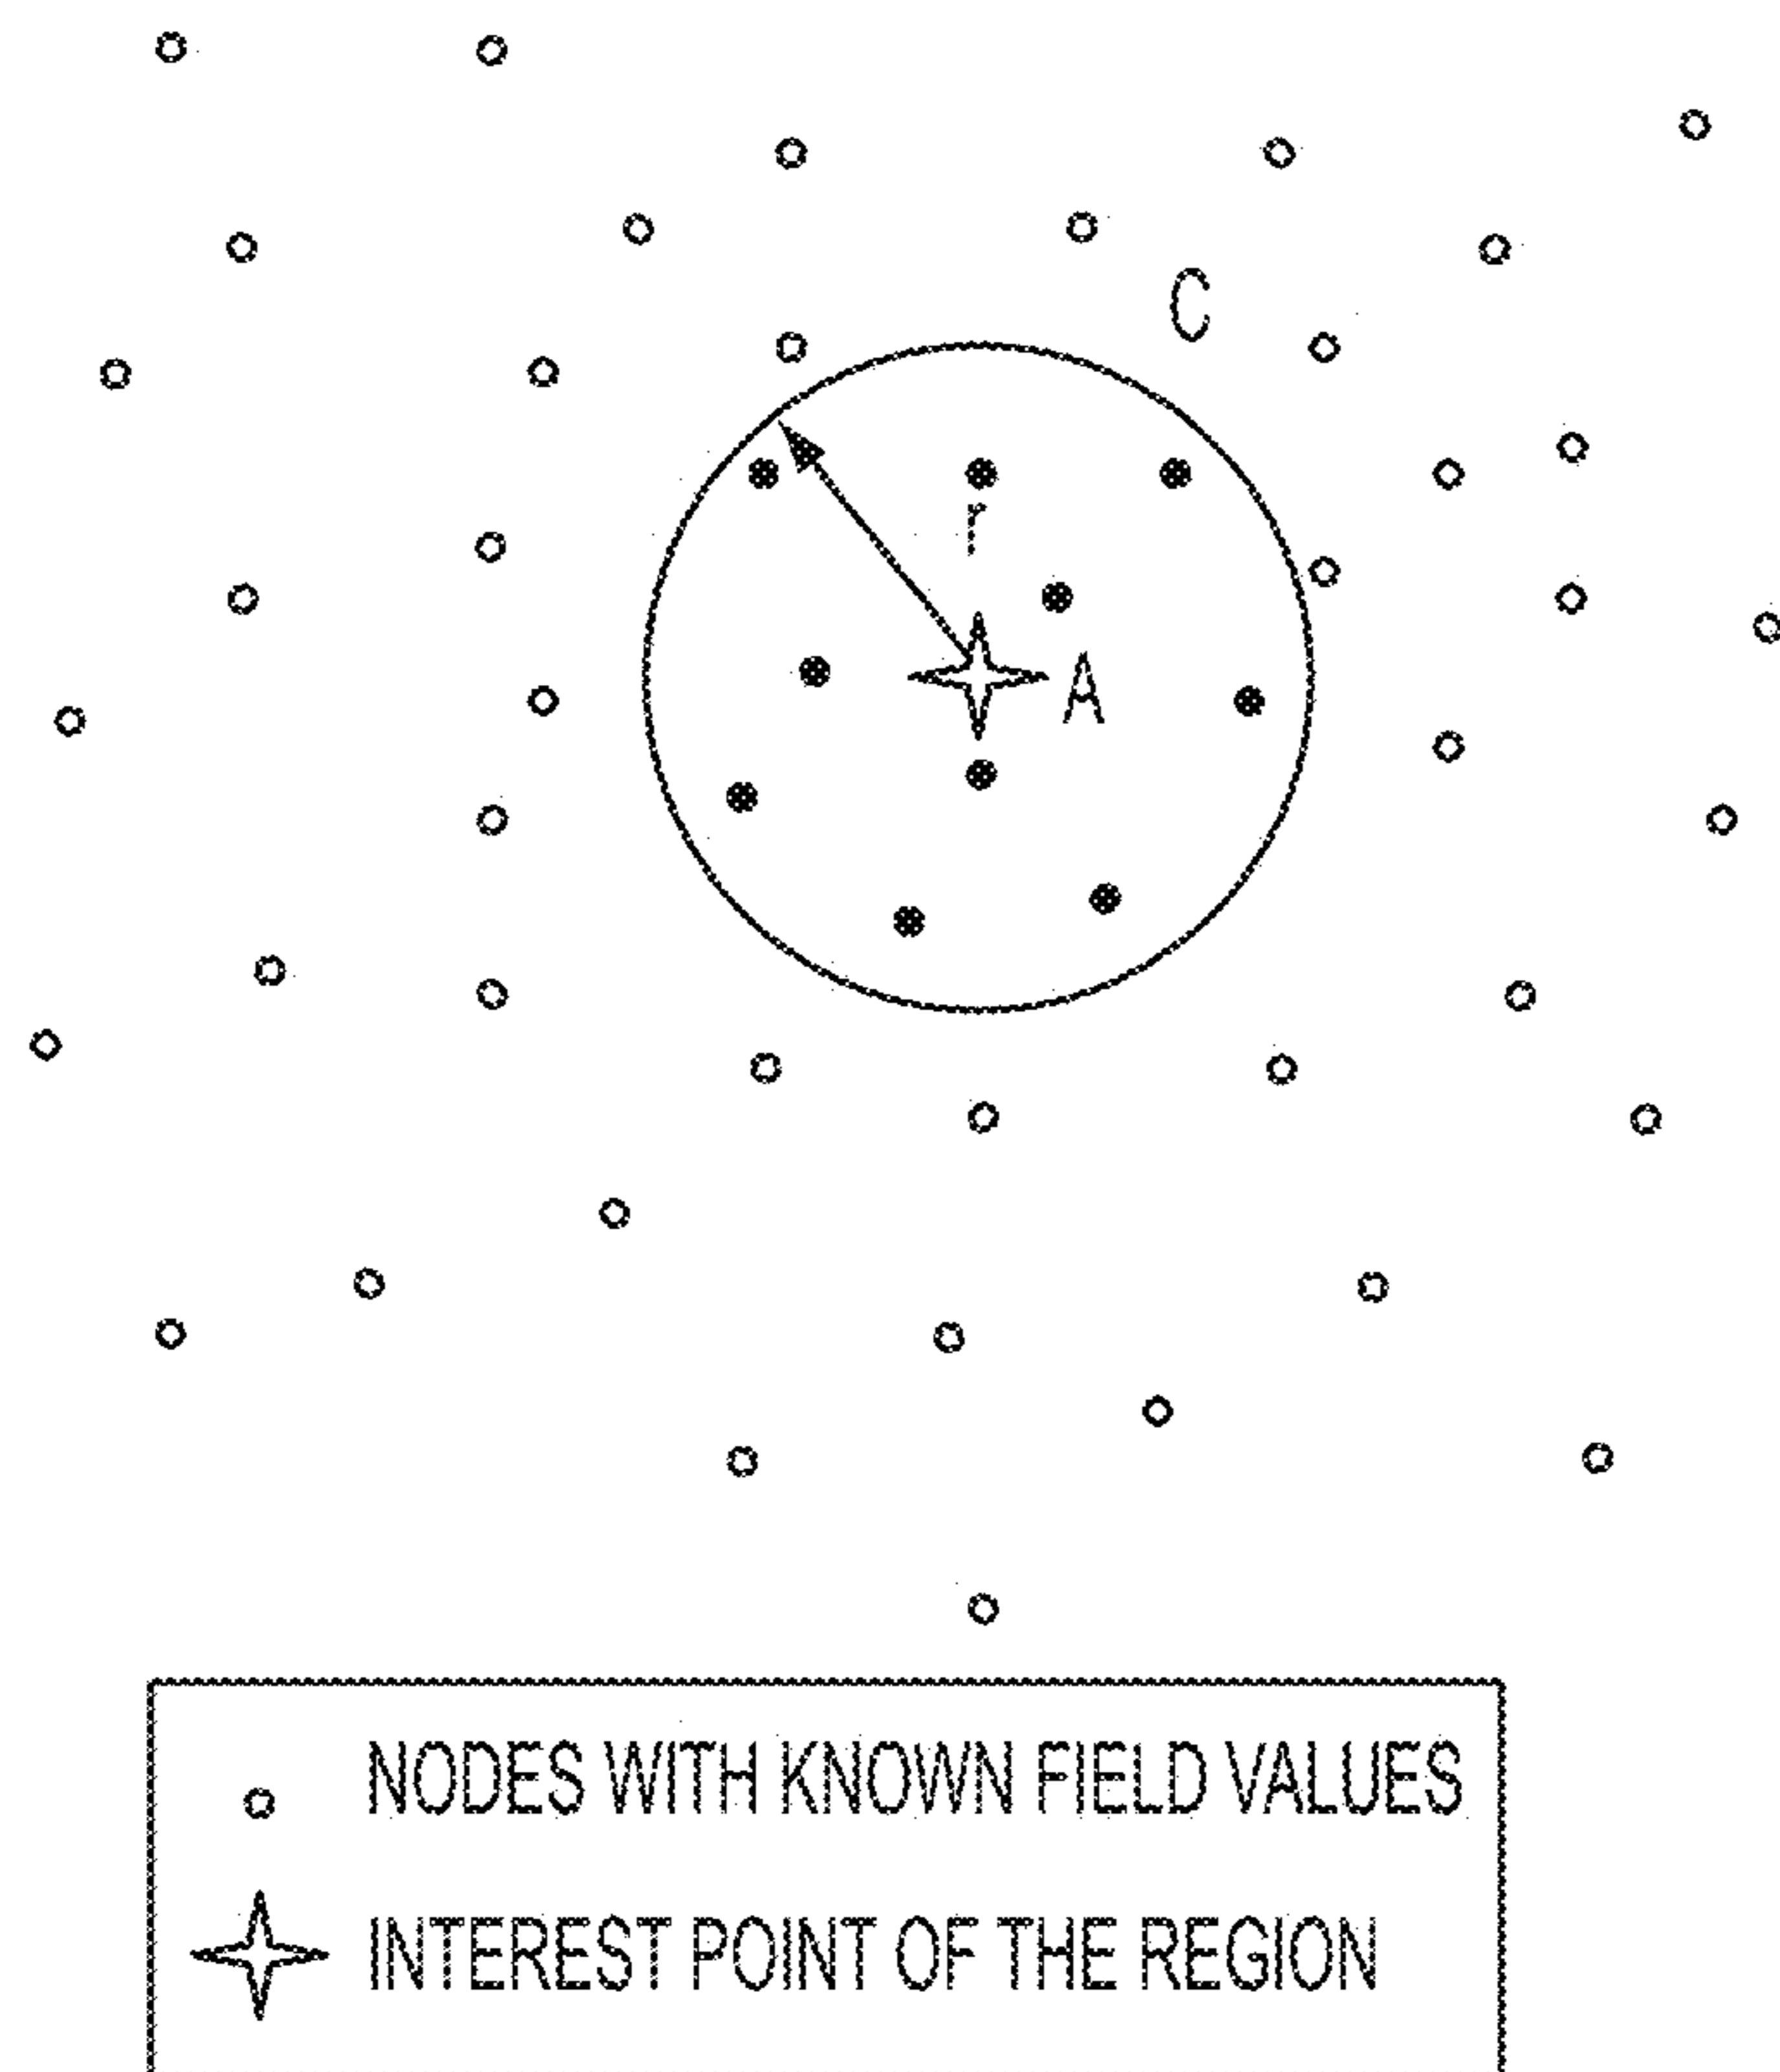 C
r
A
NODES WITH KNOWN FIELD VALUES
INTEREST POINT OF THE REGION